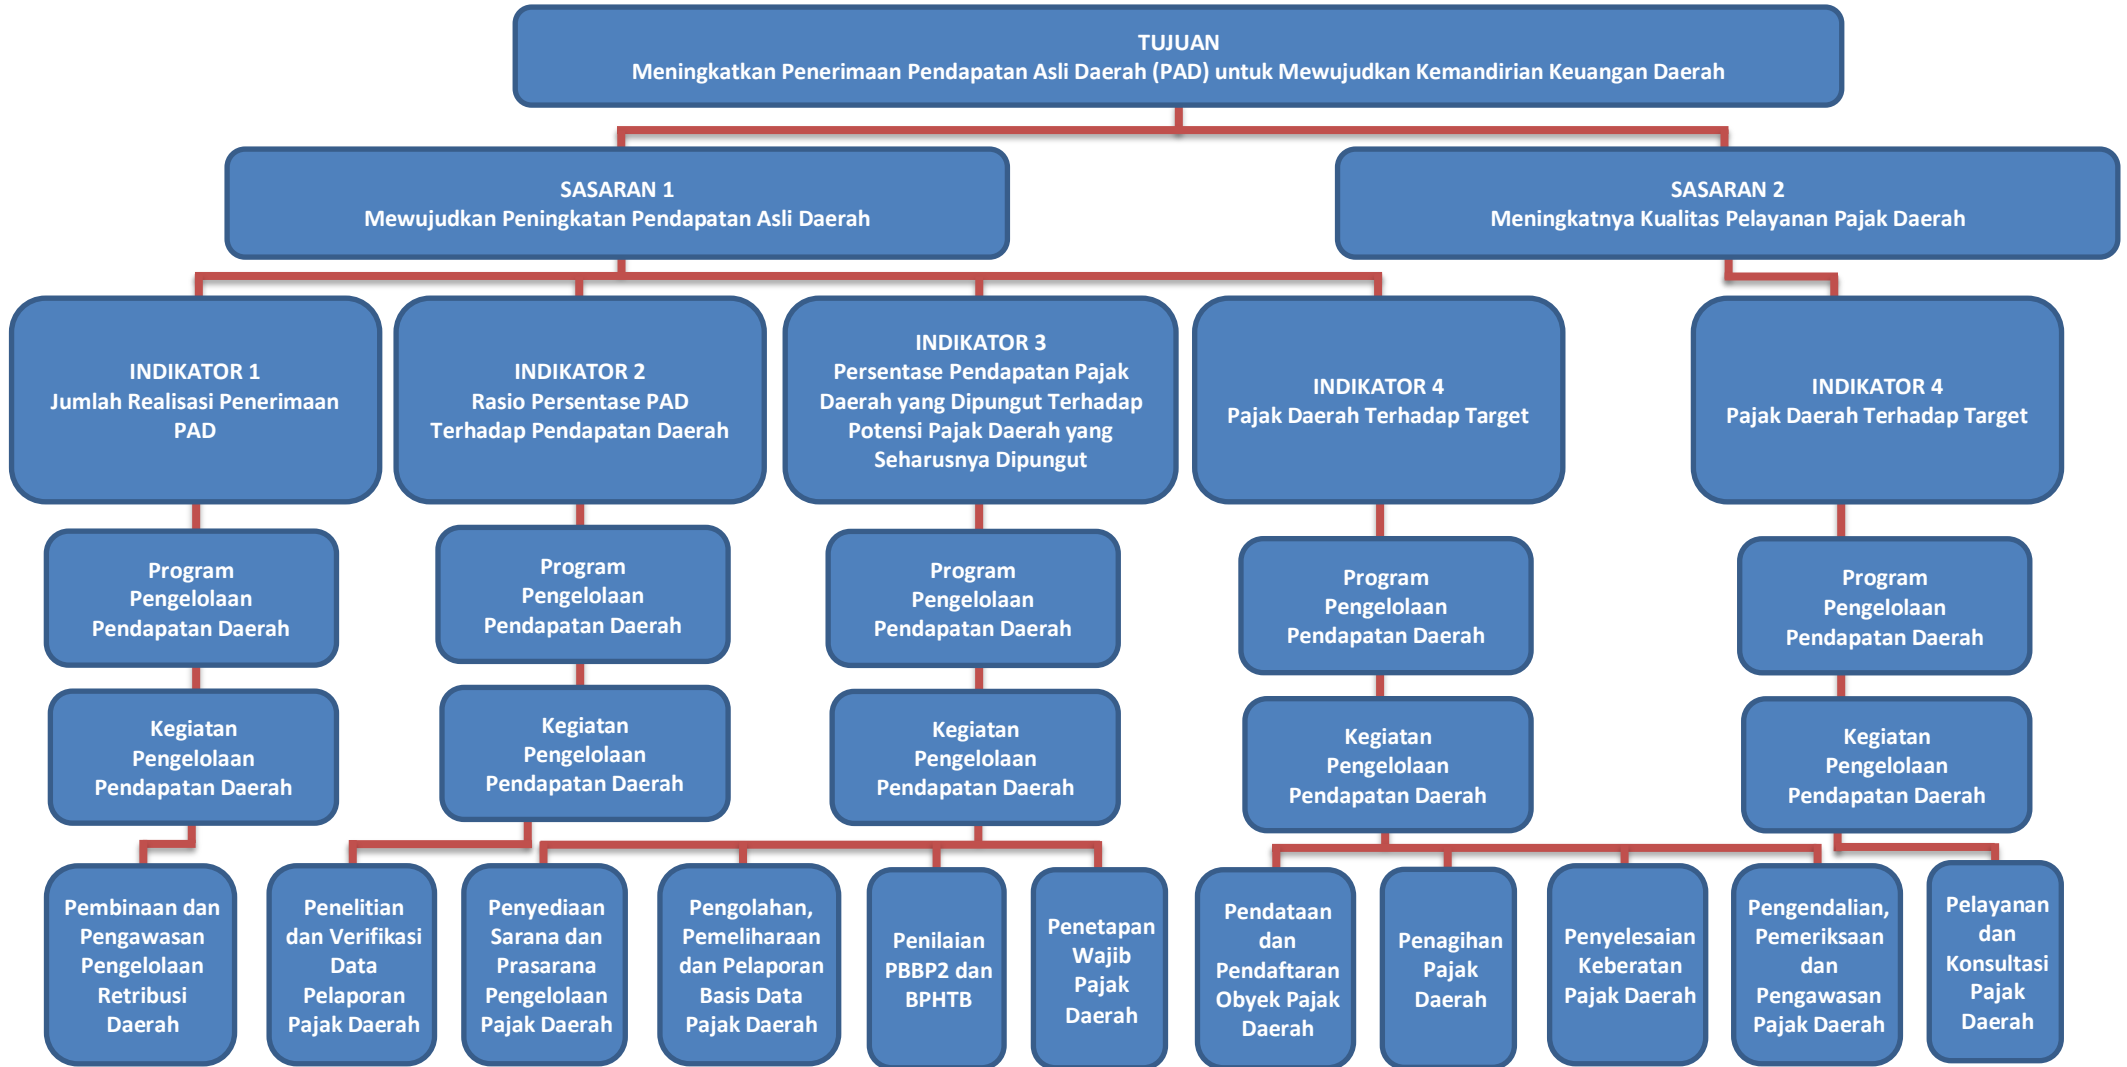 TUJUAN
Meningkatkan Penerimaan Pendapatan Asli Daerah (PAD) untuk Mewujudkan Kemandirian Keuangan Daerah
SASARAN 1
Mewujudkan Peningkatan Pendapatan Asli Daerah
SASARAN 2
Meningkatnya Kualitas Pelayanan Pajak Daerah
INDIKATOR 1
Jumlah Realisasi Penerimaan
PAD
INDIKATOR 2
Rasio Persentase PAD
Terhadap Pendapatan Daerah
INDIKATOR 3
Persentase Pendapatan Pajak
Daerah yang Dipungut Terhadap
Potensi Pajak Daerah yang
Seharusnya Dipungut
INDIKATOR 4
Pajak Daerah Terhadap Target
INDIKATOR 4
Pajak Daerah Terhadap Target
Program
Pengelolaan
Pendapatan Daerah
Program
Pengelolaan
Pendapatan Daerah
Program
Pengelolaan
Pendapatan Daerah
Program
Pengelolaan
Pendapatan Daerah
Program
Pengelolaan
Pendapatan Daerah
Kegiatan
Pengelolaan
Pendapatan Daerah
Kegiatan
Pengelolaan
Pendapatan Daerah
Kegiatan
Pengelolaan
Pendapatan Daerah
Kegiatan
Pengelolaan
Pendapatan Daerah
Kegiatan
Pengelolaan
Pendapatan Daerah
Pembinaan dan
Pengawasan
Pengelolaan
Retribusi
Daerah
Penelitian
dan Verifikasi
Data
Pelaporan
Pajak Daerah
Penyediaan
Sarana dan
Prasarana
Pengelolaan
Pajak Daerah
Pengolahan,
Pemeliharaan
dan Pelaporan
Basis Data
Pajak Daerah
Penilaian
PBBP2 dan
BPHTB
Penetapan
Wajib
Pajak
Daerah
Pendataan
dan
Pendaftaran
Obyek Pajak
Daerah
Penagihan
Pajak
Daerah
Penyelesaian
Keberatan
Pajak Daerah
Pengendalian,
Pemeriksaan
dan
Pengawasan
Pajak Daerah
Pelayanan
dan
Konsultasi
Pajak
Daerah